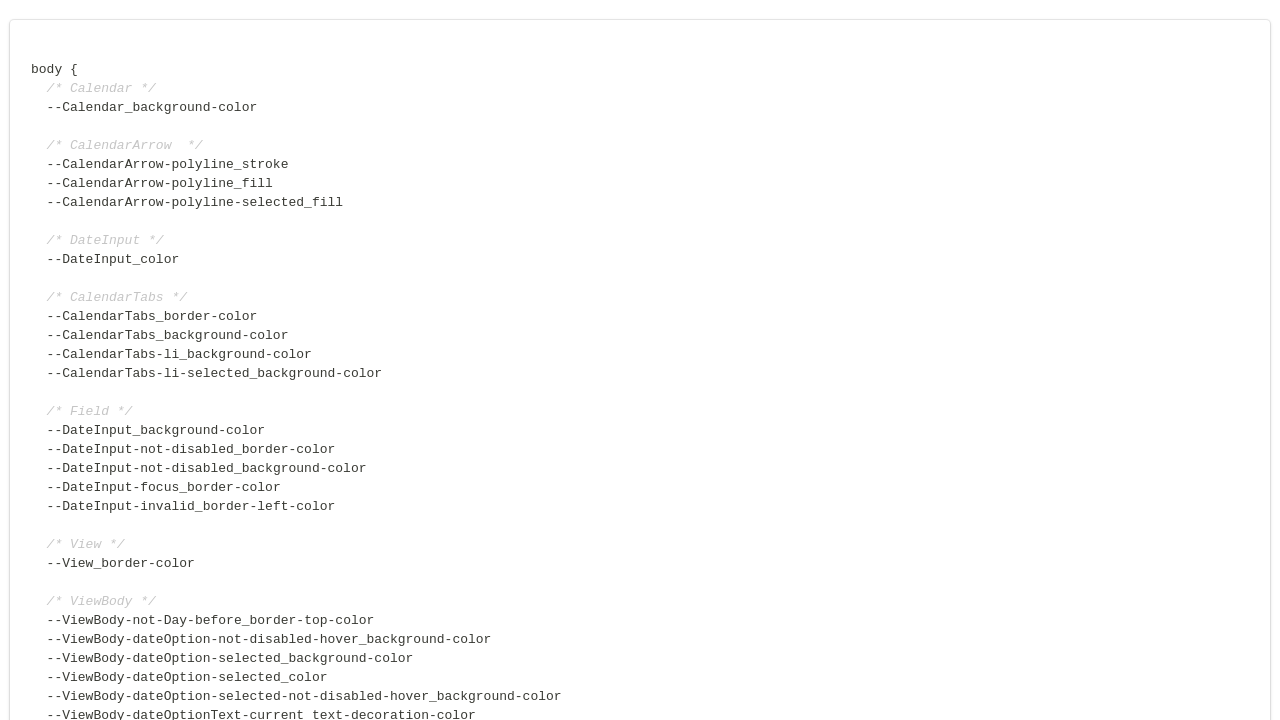 body {
/* Calendar */
--Calendar_background-color
/* CalendarArrow  */
--CalendarArrow-polyline_stroke
--CalendarArrow-polyline_fill
--CalendarArrow-polyline-selected_fill
/* DateInput */
--DateInput_color
/* CalendarTabs */
--CalendarTabs_border-color
--CalendarTabs_background-color
--CalendarTabs-li_background-color
--CalendarTabs-li-selected_background-color
/* Field */
--DateInput_background-color
--DateInput-not-disabled_border-color
--DateInput-not-disabled_background-color
--DateInput-focus_border-color
--DateInput-invalid_border-left-color
/* View */
--View_border-color
/* ViewBody */
--ViewBody-not-Day-before_border-top-color
--ViewBody-dateOption-not-disabled-hover_background-color
--ViewBody-dateOption-selected_background-color
--ViewBody-dateOption-selected_color
--ViewBody-dateOption-selected-not-disabled-hover_background-color
--ViewBody-dateOptionText-current_text-decoration-color